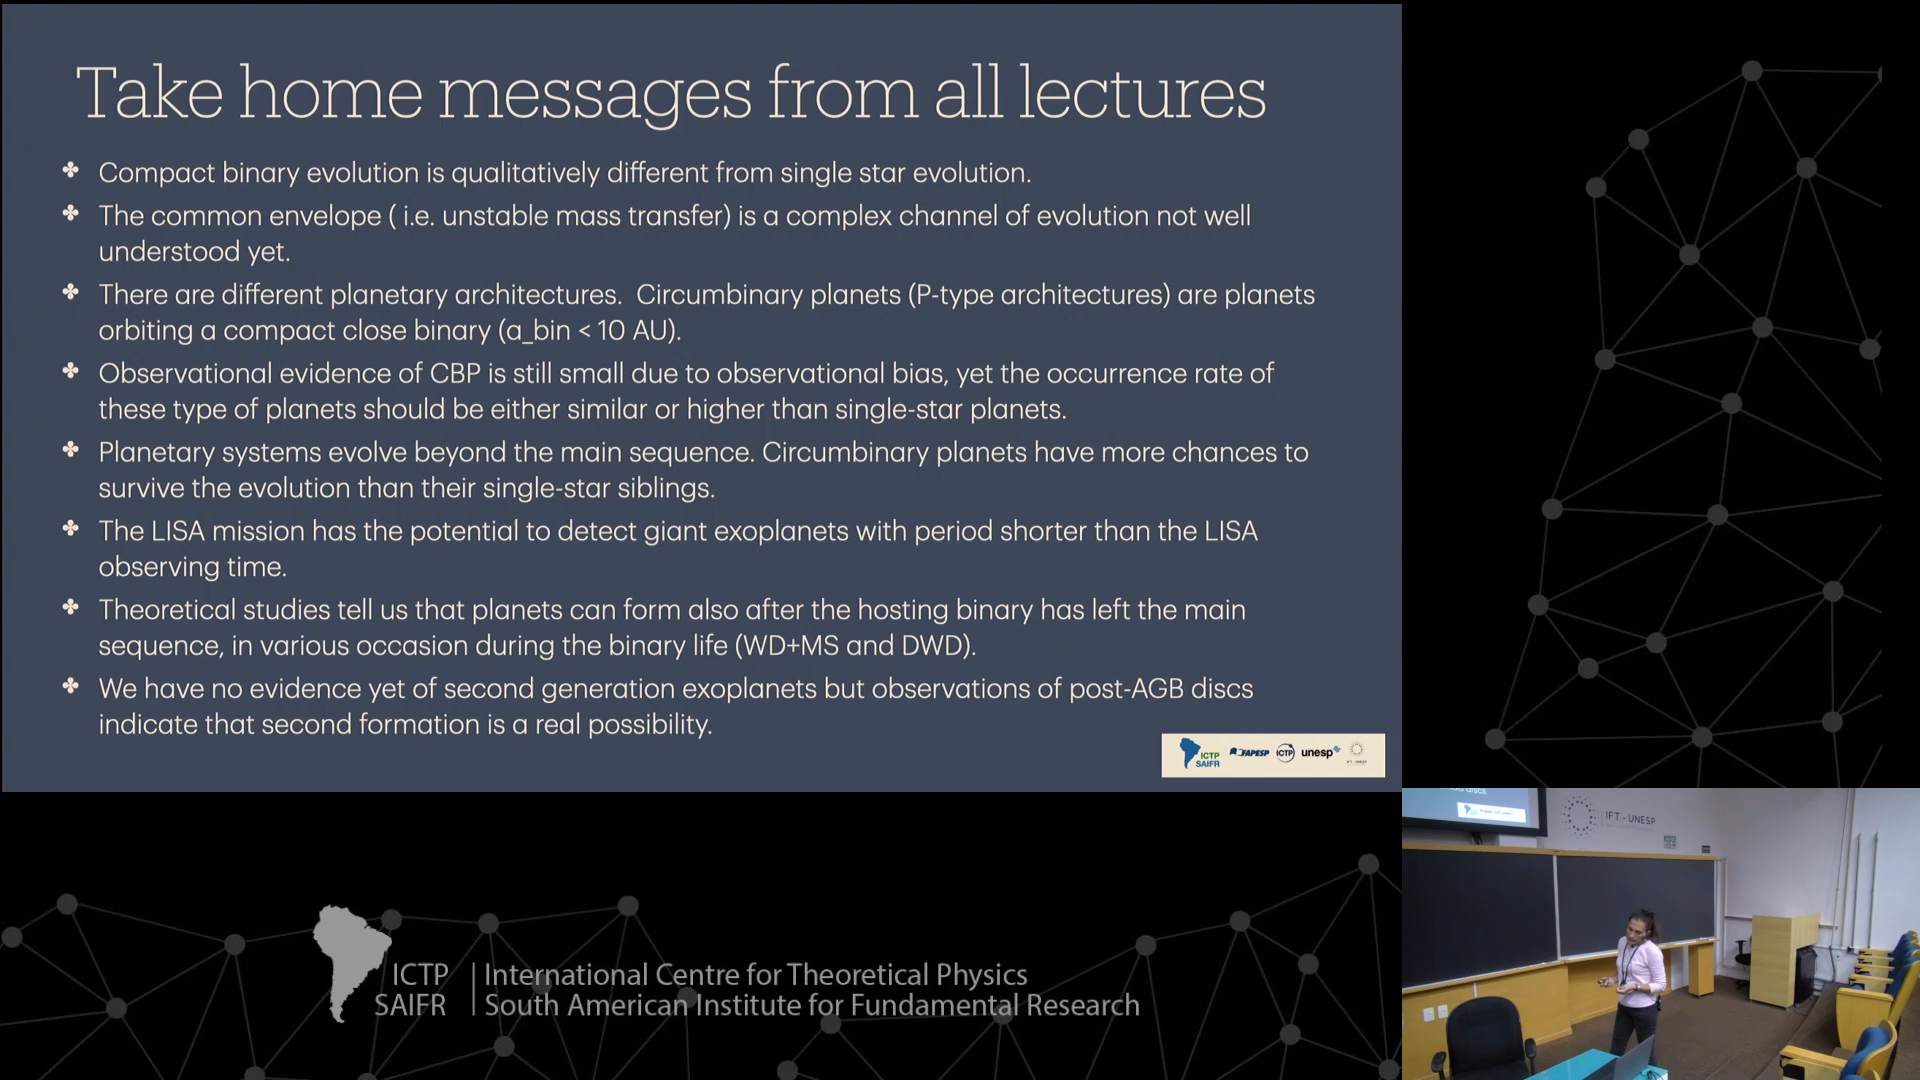 Take home messages from all lectures
Compact binary evolution is qualitatively different from single star evolution.
The common envelope ( i.e. unstable mass transfer) is a complex channel of evolution not well
understood yet.
There are different planetary architectures. Circumbinary planets (P-type architectures) are planets
orbiting a compact close binary (a_bin < 10 AU).
Observational evidence of CBP is still small due to observational bias, yet the occurrence rate of
these type of planets should be either similar or higher than single-star planets.
Planetary systems evolve beyond the main sequence. Circumbinary planets have more chances to
survive the evolution than their single-star siblings.
The LISA mission has the potential to detect giant exoplanets with period shorter than the LISA
observing time.
Theoretical studies tell us that planets can form also after the hosting binary has left the main
sequence, in various occasion during the binary life (WD+MS and DWD).
We have no evidence yet of second generation exoplanets but observations of post-AGB discs
indicate that second formation is a real possibility.
ICTP
SAIFR
FAPESP
ICTP
unesp
IFT - UNESP
ICTP
SAIFR
International Centre for Theoretical Physics
South American Institute for Fundamental Research